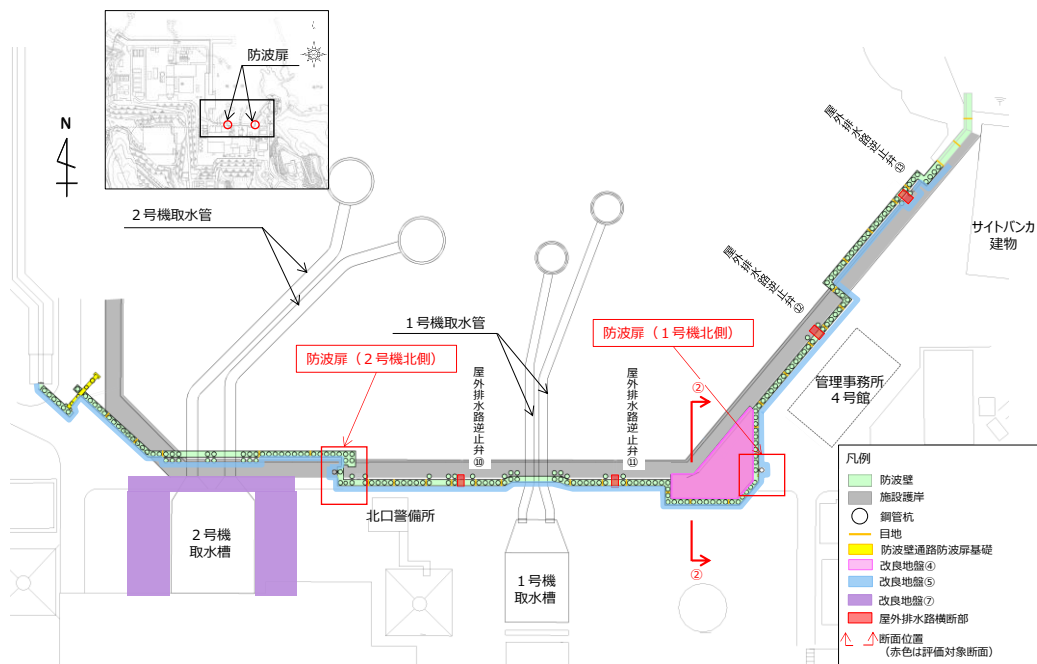 防波扉
N
2号機取水管
1号機取水管
防波扉（2号機北側）
防波扉（1号機北側）
屋外排水路逆止弁⑩
屋外排水路逆止弁⑪
屋外排水路逆止弁⑫
屋外排水路逆止弁⑬
サイトバンカ
建物
管理事務所
4号館
②
②
北口警備所
2号機
取水槽
1号機
取水槽
凡例
防波壁
施設護岸
鋼管杭
目地
防波壁通路防波扉基礎
改良地盤④
改良地盤⑤
改良地盤⑦
屋外排水路横断部
断面位置
（赤色は評価対象断面）